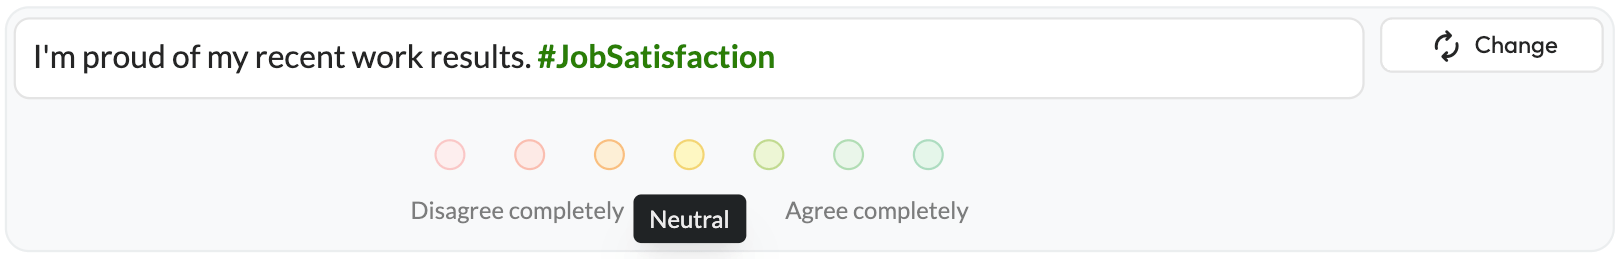 I'm proud of my recent work results. #JobSatisfaction
Change
Disagree completely Neutral Agree completely